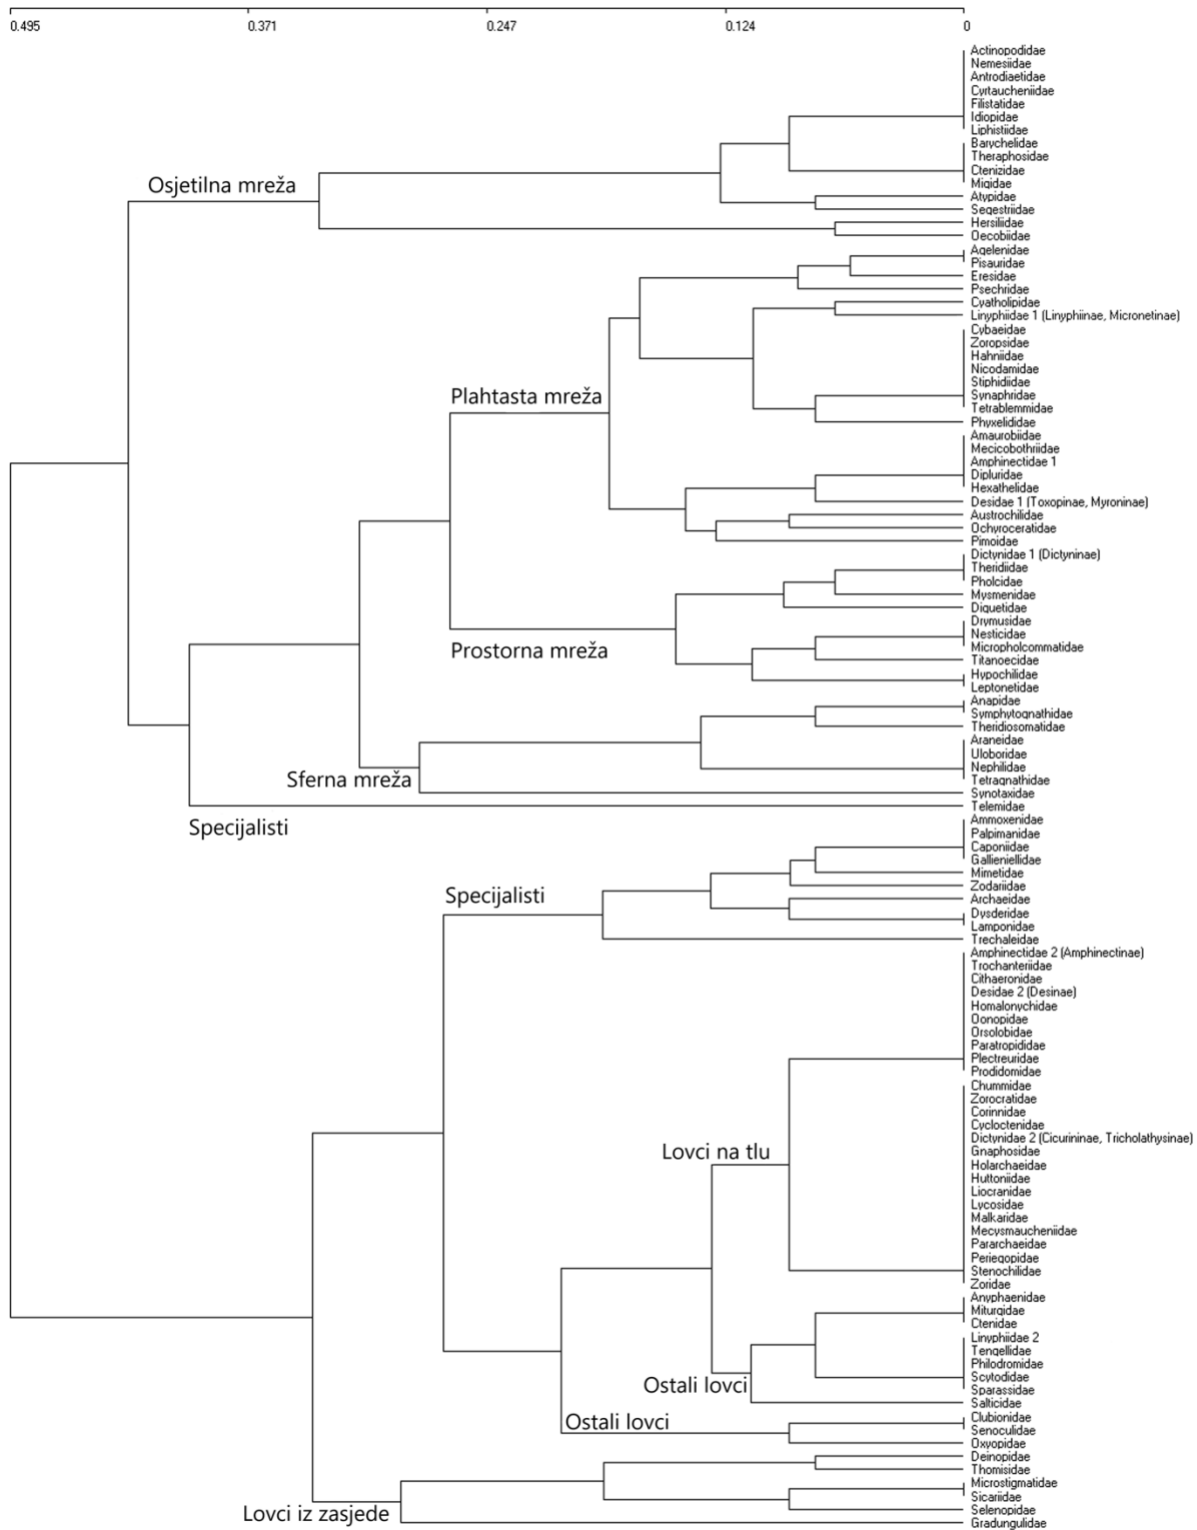 0.495 0.371 0.247 0.124 0
Actinopodidae
Nemesiidae
Antrodiaetidae
Cyrtaucheniidae
Filistatidae
Idiopidae
Liphistiidae
Barychelidae
Theraphosidae
Ctenizidae
Migidae
Osjetilna mreža
Atypidae
Segestriidae
Hersiliidae
Oecobiidae
Agelenidae
Pisauridae
Eresidae
Psechridae
Cyatholipidae
Linyphiidae 1 (Linyphiinae, Micronetinae)
Cybaeidae
Zoropsidae
Hahniidae
Nicodamidae
Stiphidiidae
Plahtasta mreža
Synaphridae
Tetrablemmidae
Phyxelididae
Amaurobiidae
Mecicobothriidae
Amphinectidae 1
Dipluridae
Hexathelidae
Desidae 1 (Toxopinae, Myroninae)
Austrochilidae
Ochyroceratidae
Pimoidae
Dictynidae 1 (Dictyninae)
Theridiidae
Pholcidae
Mysmenidae
Diguetidae
Drymusidae
Nesticidae
Prostorna mreža
Micropholcommatidae
Titanoecidae
Hypochilidae
Leptonetidae
Anapidae
Symphytognathidae
Theridiosomatidae
Araneidae
Uloboridae
Nephilidae
Sferna mreža
Tetragnathidae
Synotaxidae
Telemidae
Specijalisti
Ammoxenidae
Palpimanidae
Caponiidae
Gallieniellidae
Mimetidae
Zodariidae
Specijalisti
Archaeidae
Dysderidae
Lamponidae
Trechaleidae
Amphinectidae 2 (Amphinectinae)
Trochanteriidae
Cithaeronidae
Desidae 2 (Desinae)
Homalonychidae
Oonopidae
Orsolobidae
Paratropididae
Plectreuridae
Prodidomidae
Chummidae
Zorocratidae
Corinnidae
Cycloctenidae
Dictynidae 2 (Cicurininae, Tricholathysinae)
Lovci na tlu
Gnaphosidae
Holarchaeidae
Huttoniidae
Liocranidae
Lycosidae
Malkaridae
Mecysmaucheniidae
Pararchaeidae
Periegopidae
Stenochilidae
Zoridae
Anyphaenidae
Miturgidae
Ctenidae
Linyphiidae 2
Tengellidae
Philodromidae
Scytodidae
Ostali lovci
Sparassidae
Salticidae
Clubionidae
Ostali lovci
Senoculidae
Oxyopidae
Deinopidae
Thomisidae
Microstigmatidae
Sicariidae
Lovci iz zasjede
Selenopidae
Gradungulidae